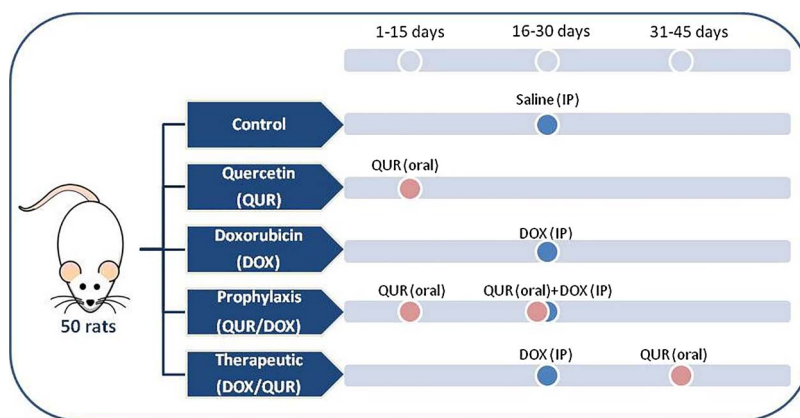 1-15 days 16-30 days 31-45 days
Saline (IP)
Control
QUR (oral)
Quercetin
(QUR)
DOX (IP)
Doxorubicin
(DOX)
QUR (oral) QUR (oral)+DOX (IP)
Prophylaxis
(QUR/DOX)
50 rats
DOX (IP) QUR (oral)
Therapeutic
(DOX/QUR)